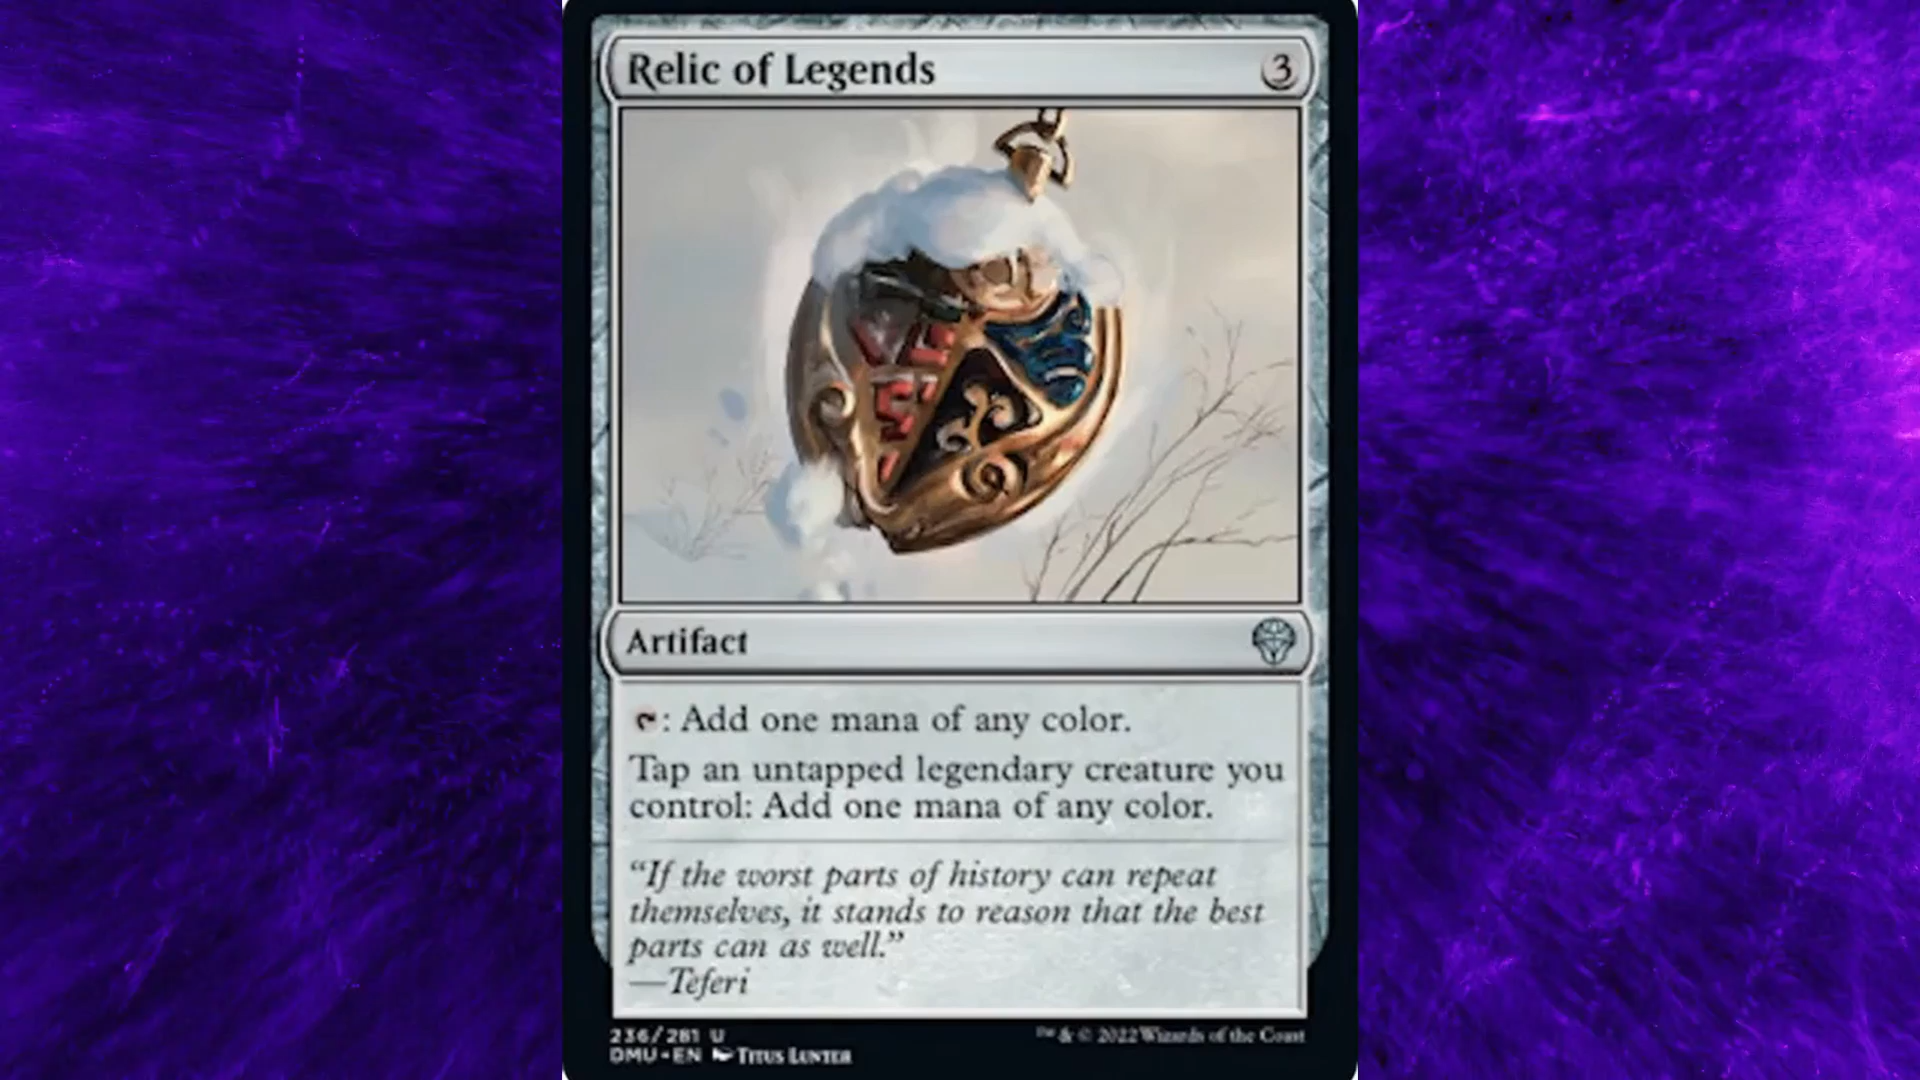 Relic of Legends 3
Artifact
: Add one mana of any color.
Tap an untapped legendary creature you
control: Add one mana of any color.
“If the worst parts of history can repeat
themselves, it stands to reason that the best
parts can as well.”
—Teferi
236/281 U
DMU • EN Titus Lunter
™ & © 2022 Wizards of the Coast